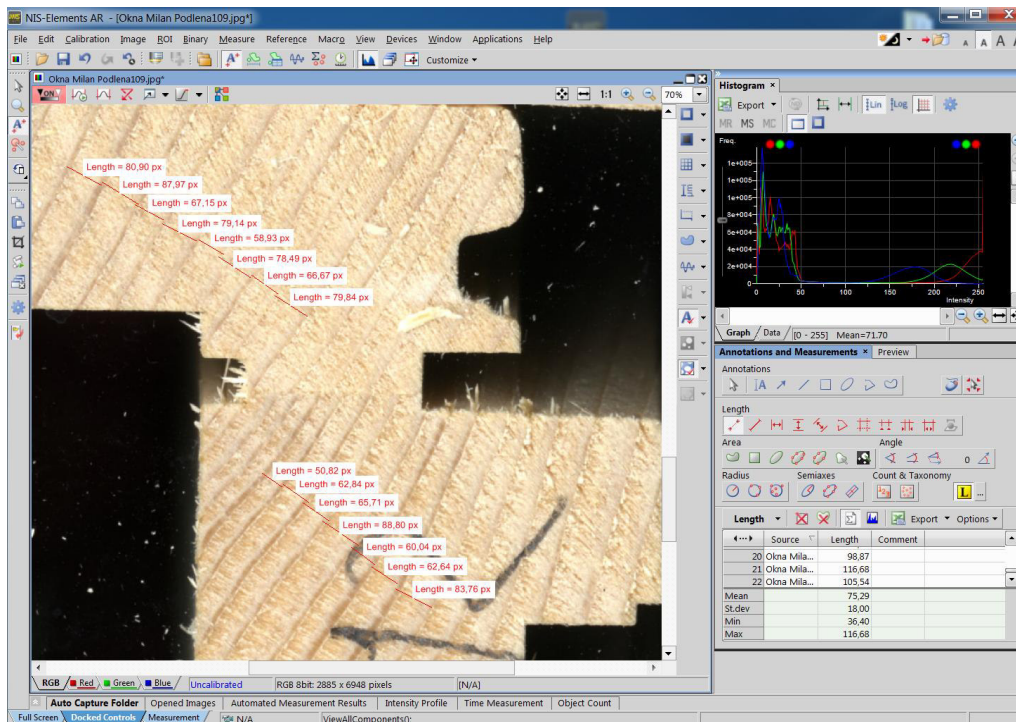 NIS-Elements AR - [Okna Milan Podlena109.jpg*]
File Edit Calibration Image ROI Binary Measure Reference Macro View Devices Window Applications Help
Customize
Okna Milan Podlena109.jpg*
ON
1:1
70%
Length = 80,90 px
Length = 87,97 px
Length = 67,15 px
Length = 79,14 px
Length = 58,93 px
Length = 78,49 px
Length = 66,67 px
Length = 79,84 px
Length = 50,82 px
Length = 62,84 px
Length = 65,71 px
Length = 88,80 px
Length = 60,04 px
Length = 62,64 px
Length = 83,76 px
RGB Red Green Blue Uncalibrated RGB 8bit: 2885 x 6948 pixels [N/A]
Histogram
Export
Lin Log
MR MS MC
Freq.
1e+005
1e+005
1e+005
8e+004
6e+004
4e+004
2e+004
0
0 50 100 150 200 250
Intensity
Graph Data [0 - 255] Mean=71.70
Annotations and Measurements Preview
Annotations
Length
Area Angle
0
Radius Semiaxes Count & Taxonomy
L ...
Length Export Options
Source Length Comment
20 Okna Mila... 98,87
21 Okna Mila... 116,68
22 Okna Mila... 105,54
Mean 75,29
St.dev 18,00
Min 36,40
Max 116,68
Auto Capture Folder Opened Images Automated Measurement Results Intensity Profile Time Measurement Object Count
Full Screen Docked Controls Measurement N/A ViewAllComponents();